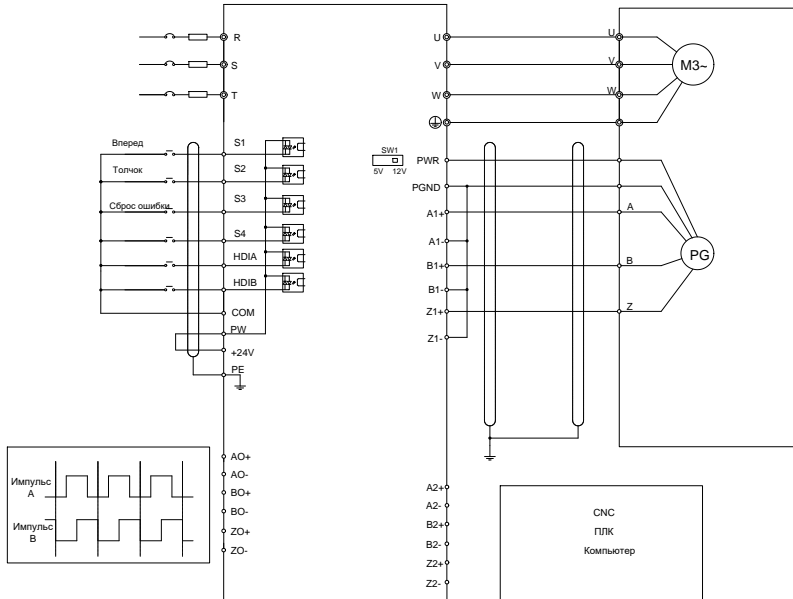 R
S
T
U
V
W
U
V
W
M3~
Вперед
Толчок
Сброс ошибки
S1
S2
S3
S4
HDIA
HDIB
COM
PW
+24V
PE
SW1
5V 12V
PWR
PGND
A1+
A1-
B1+
B1-
Z1+
Z1-
A
B
Z
PG
Импульс
A
Импульс
B
AO+
AO-
BO+
BO-
ZO+
ZO-
A2+
A2-
B2+
B2-
Z2+
Z2-
CNC
ПЛК
Компьютер